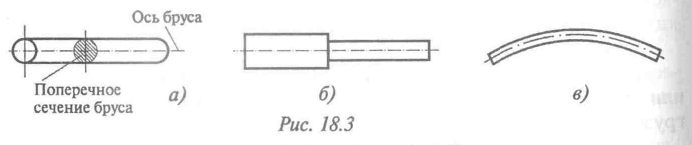 Ось бруса
Поперечное
сечение бруса
а)
б)
в)
Рис. 18.3